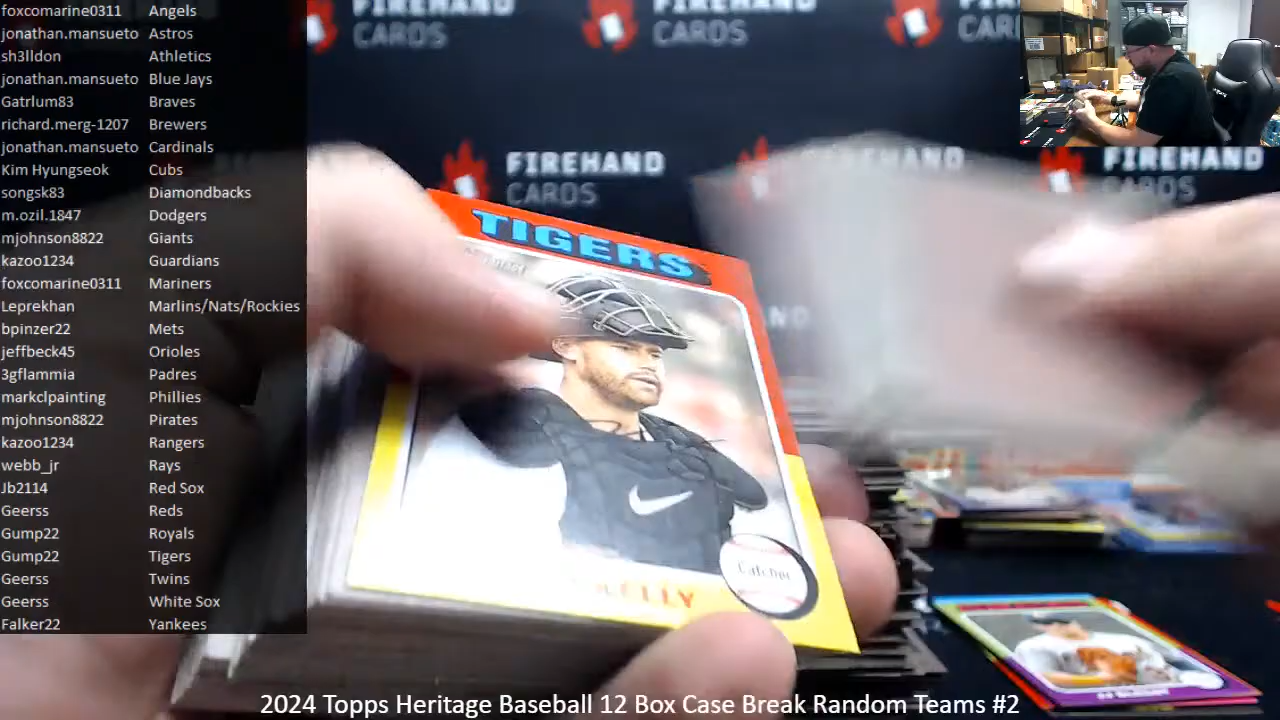 foxcomarine0311 Angels
jonathan.mansueto Astros
sh3lldon Athletics
jonathan.mansueto Blue Jays
Gatrlum83 Braves
richard.merg-1207 Brewers
jonathan.mansueto Cardinals
Kim Hyungseok Cubs
songsk83 Diamondbacks
m.ozil.1847 Dodgers
mjohnson8822 Giants
kazoo1234 Guardians
foxcomarine0311 Mariners
Leprekhan Marlins/Nats/Rockies
bpinzer22 Mets
jeffbeck45 Orioles
3gflammia Padres
markclpainting Phillies
mjohnson8822 Pirates
kazoo1234 Rangers
webb_jr Rays
Jb2114 Red Sox
Geerss Reds
Gump22 Royals
Gump22 Tigers
Geerss Twins
Geerss White Sox
Falker22 Yankees
FIREHAND
CARDS
FIREHAND
CARDS
FIREHAND
CARDS
FIREHAND
CARDS
FIREHAND
CARDS
TIGERS
Catcher
KELLY
2024 Topps Heritage Baseball 12 Box Case Break Random Teams #2